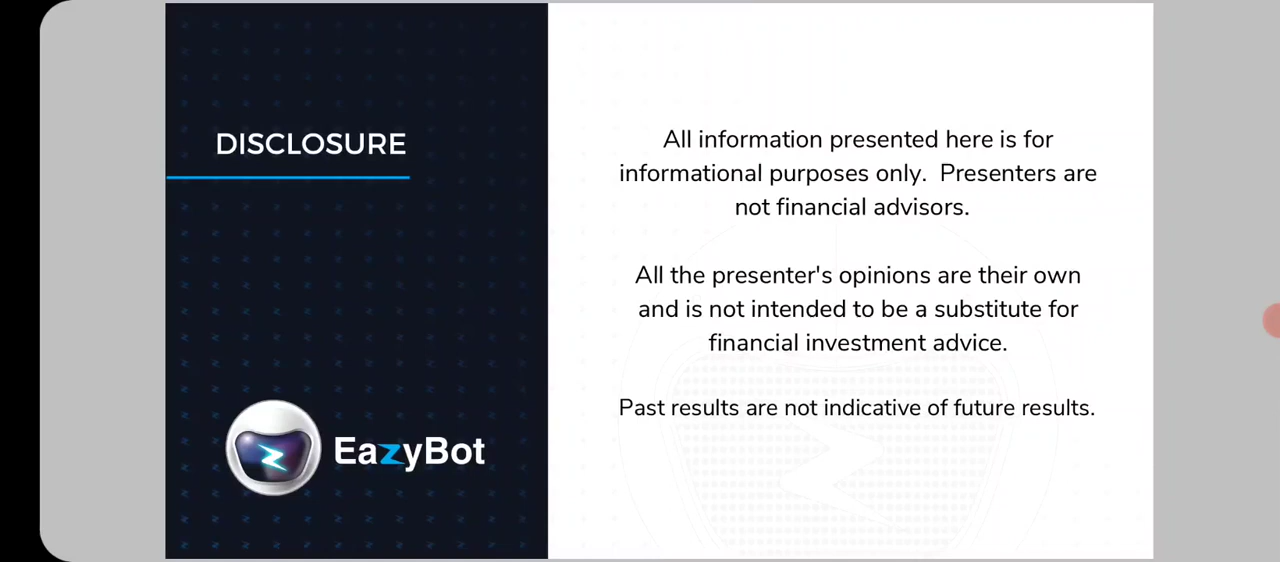 DISCLOSURE
EazyBot
All information presented here is for
informational purposes only.  Presenters are
not financial advisors.
All the presenter's opinions are their own
and is not intended to be a substitute for
financial investment advice.
Past results are not indicative of future results.